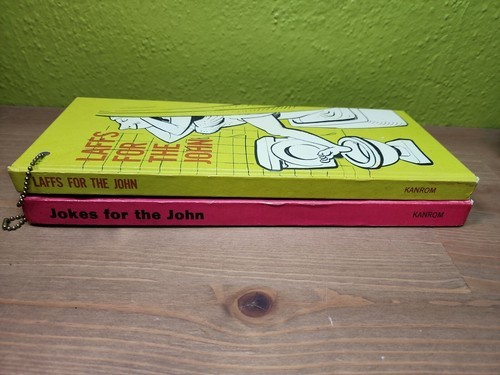 LAFFS
FOR
THE
JOHN
LAFFS FOR THE JOHN KANROM
Jokes for the John KANROM